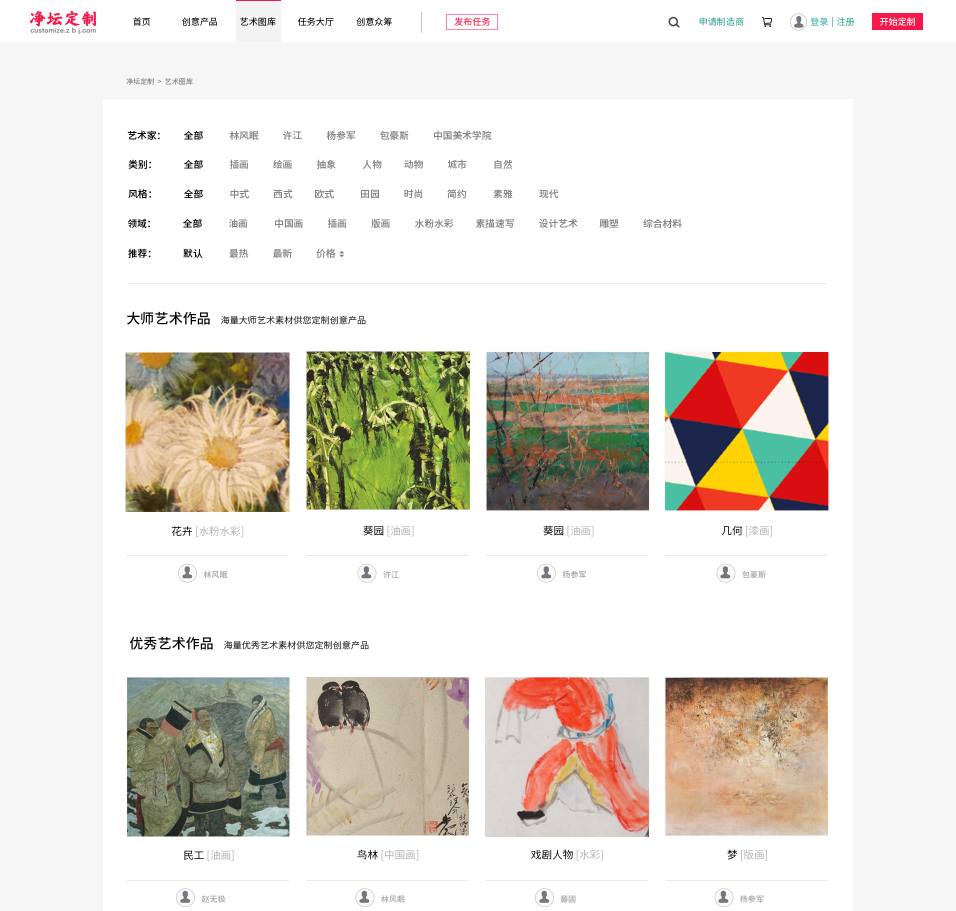 净坛定制
customize.z b j.com
首页 创意产品 艺术图库 任务大厅 创意众筹 发布任务 申请制造商 登录 | 注册 开始定制
净坛定制 > 艺术图库
艺术家： 全部 林风眠 许江 杨参军 包豪斯 中国美术学院
类别： 全部 插画 绘画 抽象 人物 动物 城市 自然
风格： 全部 中式 西式 欧式 田园 时尚 简约 素雅 现代
领域： 全部 油画 中国画 插画 版画 水粉水彩 素描速写 设计艺术 雕塑 综合材料
推荐： 默认 最热 最新 价格
大师艺术作品 海量大师艺术素材供您定制创意产品
花卉 [水粉水彩] 葵园 [油画] 葵园 [油画] 几何 [漆画]
林风眠 许江 杨参军 包豪斯
优秀艺术作品 海量优秀艺术素材供您定制创意产品
民工 [油画] 鸟林 [中国画] 戏剧人物 [水彩] 梦 [版画]
赵无极 林风眠 藤固 杨参军